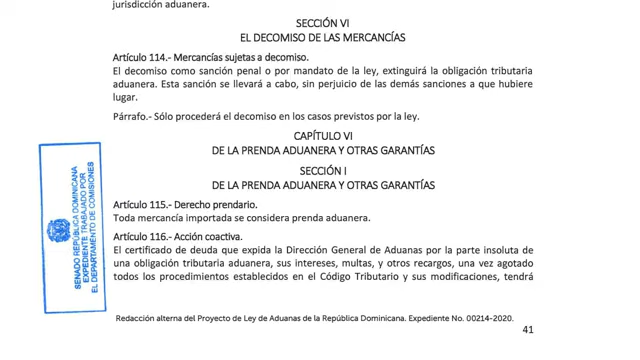 jurisdicción aduanera.
SECCIÓN VI
EL DECOMISO DE LAS MERCANCÍAS
Artículo 114.- Mercancías sujetas a decomiso.
El decomiso como sanción penal o por mandato de la ley, extinguirá la obligación tributaria
aduanera. Esta sanción se llevará a cabo, sin perjuicio de las demás sanciones a que hubiere
lugar.
Párrafo.- Sólo procederá el decomiso en los casos previstos por la ley.
CAPÍTULO VI
DE LA PRENDA ADUANERA Y OTRAS GARANTÍAS
SECCIÓN I
DE LA PRENDA ADUANERA Y OTRAS GARANTÍAS
Artículo 115.- Derecho prendario.
Toda mercancía importada se considera prenda aduanera.
Artículo 116.- Acción coactiva.
El certificado de deuda que expida la Dirección General de Aduanas por la parte insoluta de
una obligación tributaria aduanera, sus intereses, multas, y otros recargos, una vez agotado
todos los procedimientos establecidos en el Código Tributario y sus modificaciones, tendrá
SENADO REPÚBLICA DOMINICANA
EXPEDIENTE TRABAJADO POR
EL DEPARTAMENTO DE COMISIONES
Redacción alterna del Proyecto de Ley de Aduanas de la República Dominicana. Expediente No. 00214-2020.
41